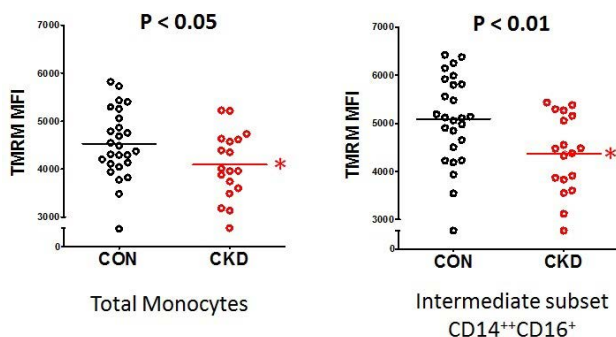 P < 0.05
TMRM MFI
7000
6000
5000
4000
3000
0
*
CON CKD
Total Monocytes
P < 0.01
TMRM MFI
7000
6000
5000
4000
3000
0
*
CON CKD
Intermediate subset
CD14⁺⁺CD16⁺